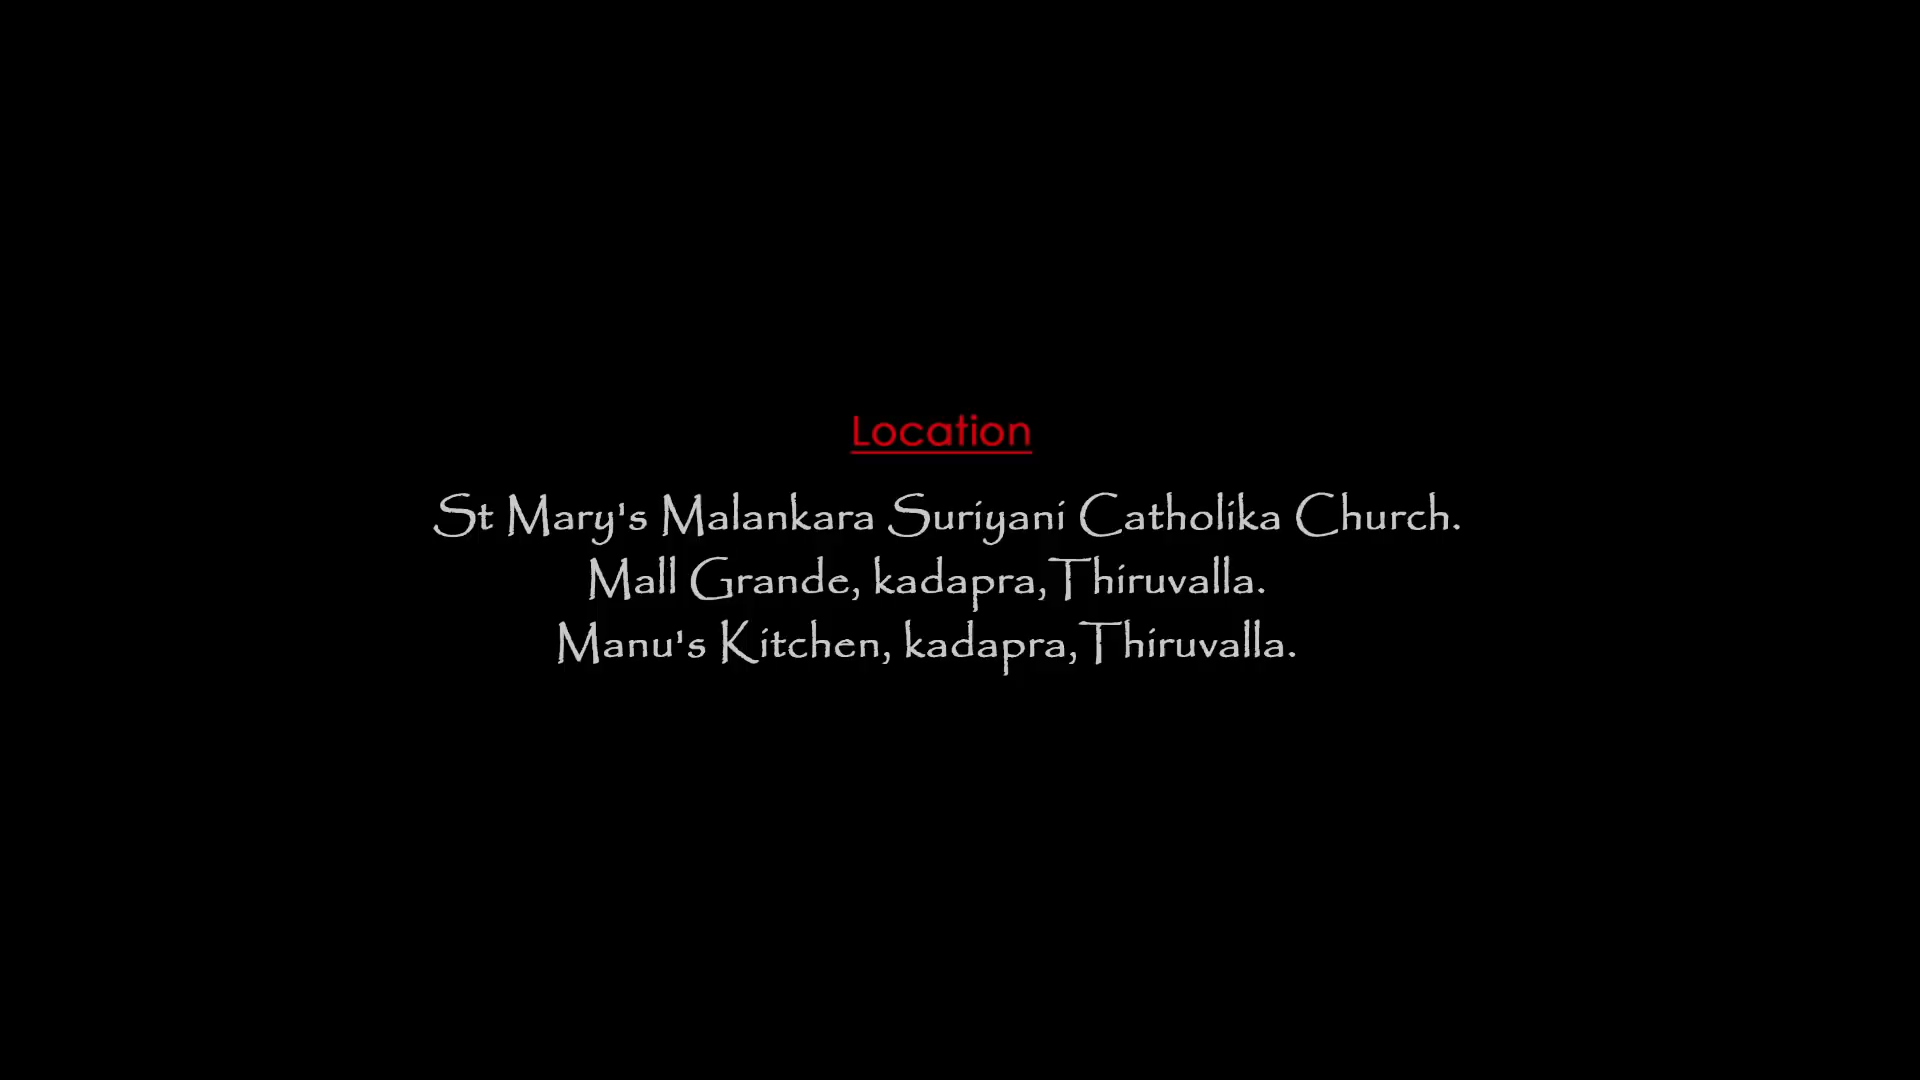 Location
St Mary's Malankara Suriyani Catholika Church.
Mall Grande, kadapra,Thiruvalla.
Manu's Kitchen, kadapra,Thiruvalla.